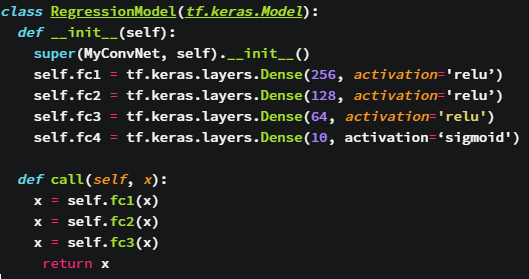 class RegressionModel(tf.keras.Model):
  def __init__(self):
    super(MyConvNet, self).__init__()
    self.fc1 = tf.keras.layers.Dense(256, activation='relu’)
    self.fc2 = tf.keras.layers.Dense(128, activation='relu’)
    self.fc3 = tf.keras.layers.Dense(64, activation='relu')
    self.fc4 = tf.keras.layers.Dense(10, activation=‘sigmoid')
  def call(self, x):
    x = self.fc1(x)
    x = self.fc2(x)
    x = self.fc3(x)
     return x